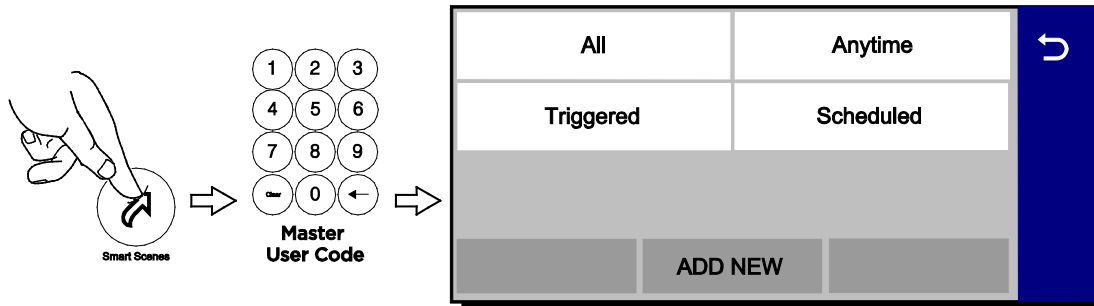 Smart Scenes
1 2 3
4 5 6
7 8 9
Clear 0
Master
User Code
All Anytime
Triggered Scheduled
ADD NEW